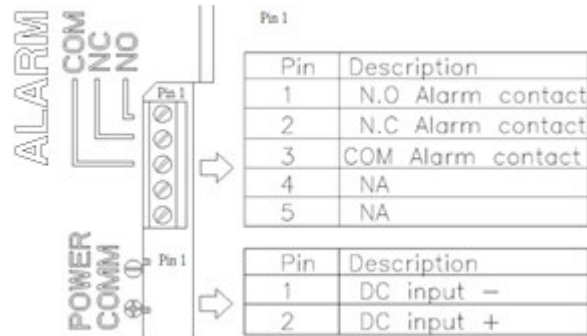 Pin 1
ALARM
COM
NC
NO
Pin 1
Pin Description
1 N.O Alarm contact
2 N.C Alarm contact
3 COM Alarm contact
4 NA
5 NA
POWER
COMM
Pin 1
Pin Description
1 DC input −
2 DC input +